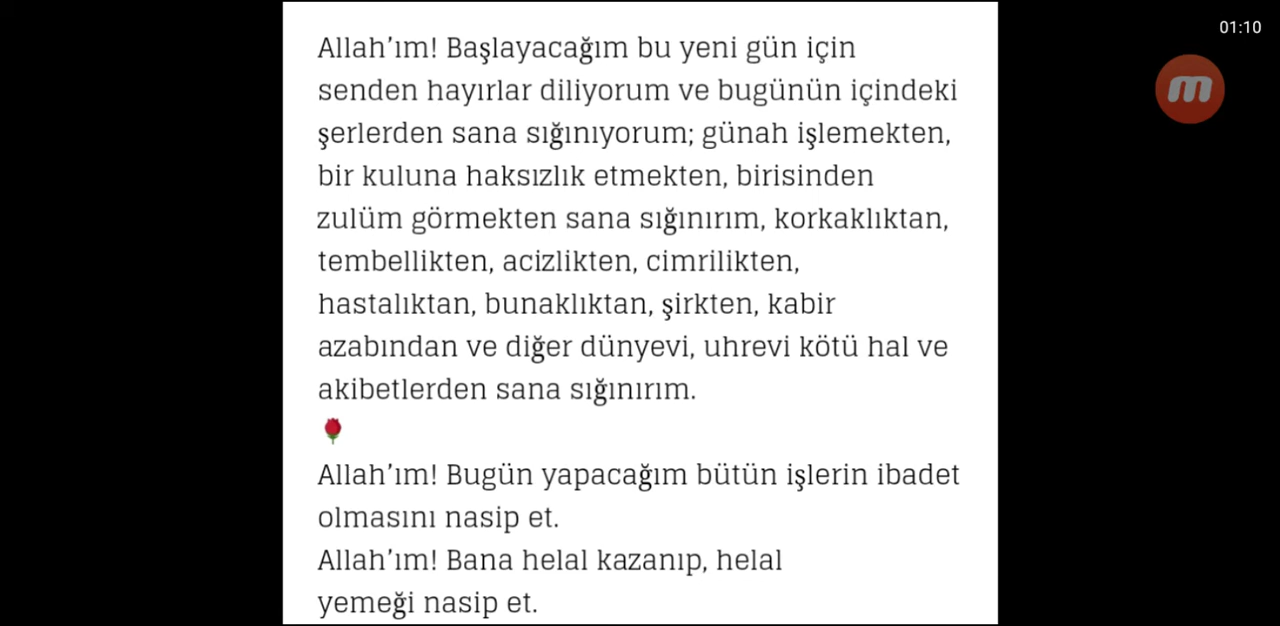 01:10
m
Allah’ım! Başlayacağım bu yeni gün için
senden hayırlar diliyorum ve bugünün içindeki
şerlerden sana sığınıyorum; günah işlemekten,
bir kuluna haksızlık etmekten, birisinden
zulüm görmekten sana sığınırım, korkaklıktan,
tembellikten, acizlikten, cimrilikten,
hastalıktan, bunaklıktan, şirkten, kabir
azabından ve diğer dünyevi, uhrevi kötü hal ve
akibetlerden sana sığınırım.
Allah’ım! Bugün yapacağım bütün işlerin ibadet
olmasını nasip et.
Allah’ım! Bana helal kazanıp, helal
yemeği nasip et.